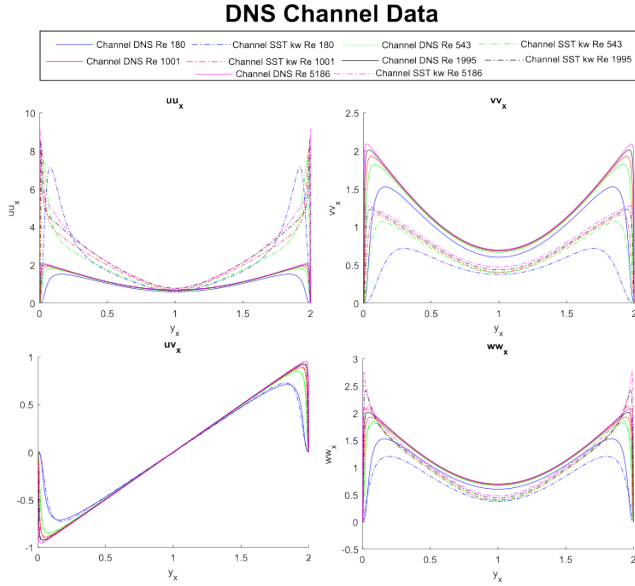 DNS Channel Data
Channel DNS Re 180 Channel SST kw Re 180 Channel DNS Re 543 Channel SST kw Re 543
Channel DNS Re 1001 Channel SST kw Re 1001 Channel DNS Re 1995 Channel SST kw Re 1995
Channel DNS Re 5186 Channel SST kw Re 5186
uu_x vv_x
10
8
6
4
2
0
uu_x
0 0.5 1 1.5 2
y_x
2.5
2
1.5
1
0.5
0
vv_x
0 0.5 1 1.5 2
y_x
uv_x ww_x
1
0.5
0
-0.5
-1
0 0.5 1 1.5 2
y_x
3
2.5
2
1.5
1
0.5
0
-0.5
ww_x
0 0.5 1 1.5 2
y_x